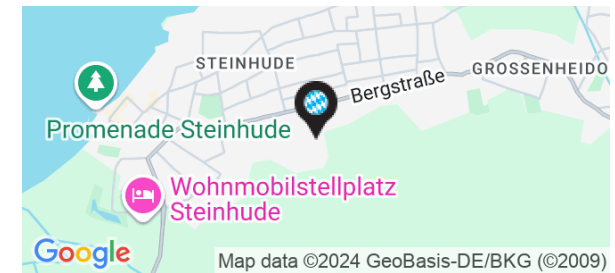 STEINHUDE
GROSSENHEIDO
Bergstraße
Promenade Steinhude
Wohnmobilstellplatz
Steinhude
Google
Map data ©2024 GeoBasis-DE/BKG (©2009)